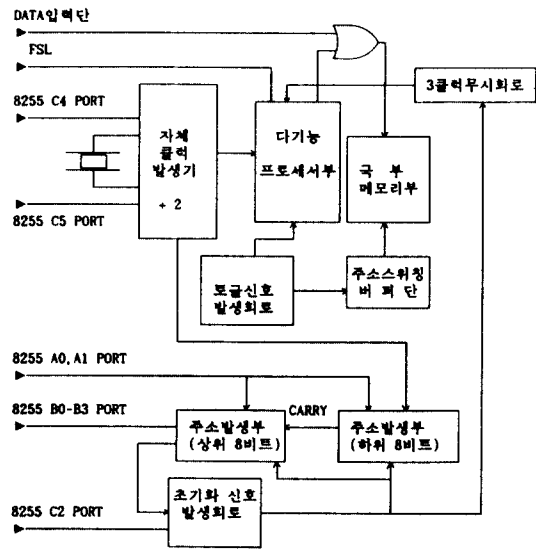 DATA입력단
FSL
8255 C4 PORT
3클럭무시회로
자체
클럭
발생기
÷ 2
다기능
프로세서부
국 부
메모리부
8255 C5 PORT
토글신호
발생회로
주소스위칭
버 퍼 단
8255 A0,A1 PORT
8255 B0-B3 PORT
CARRY
주소발생부
(상위 8비트)
주소발생부
(하위 8비트)
초기화 신호
발생회로
8255 C2 PORT